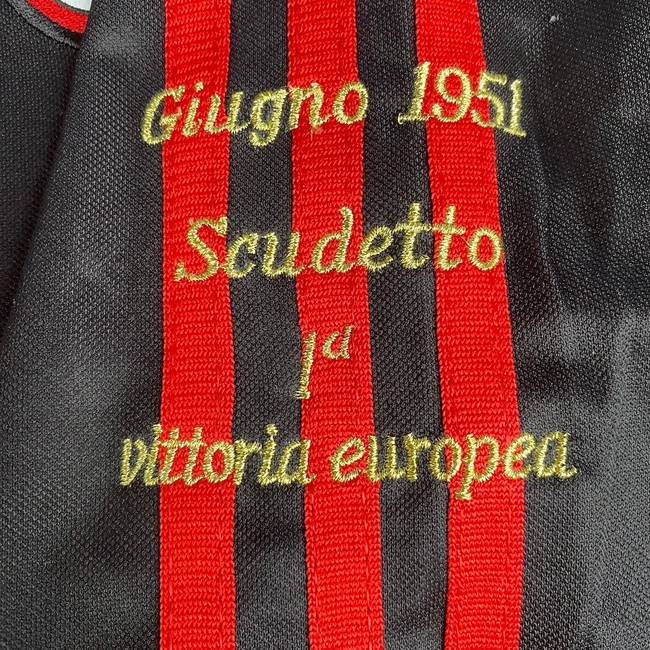 Giugno 1951
Scudetto
1ª
vittoria europea